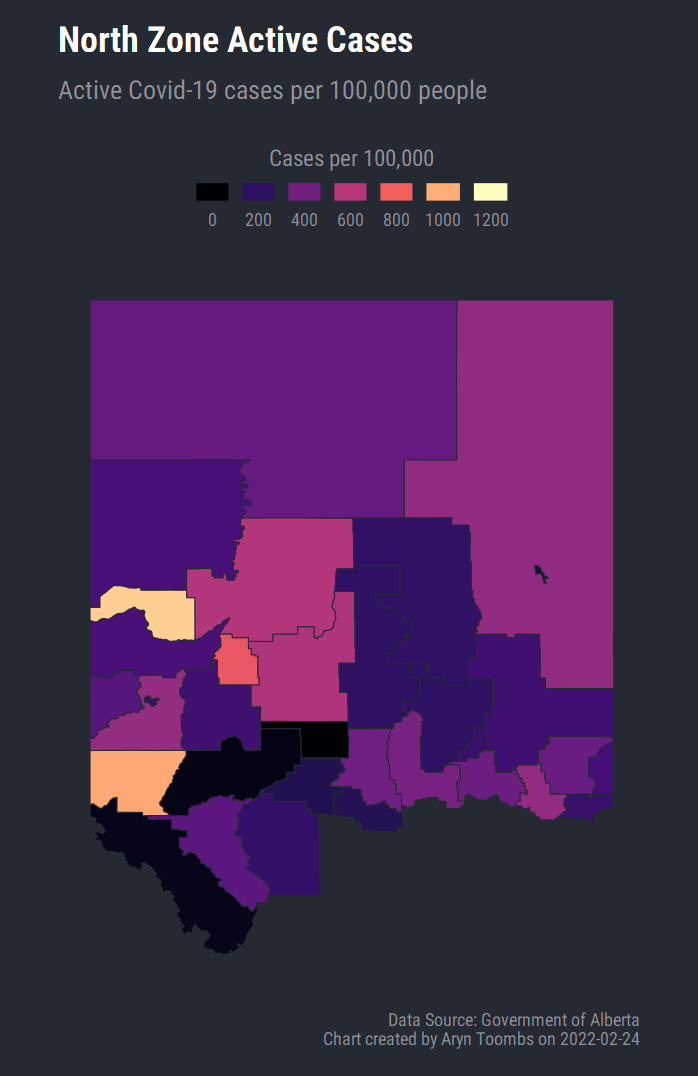 North Zone Active Cases
Active Covid-19 cases per 100,000 people
Cases per 100,000
0 200 400 600 800 1000 1200
Data Source: Government of Alberta
Chart created by Aryn Toombs on 2022-02-24